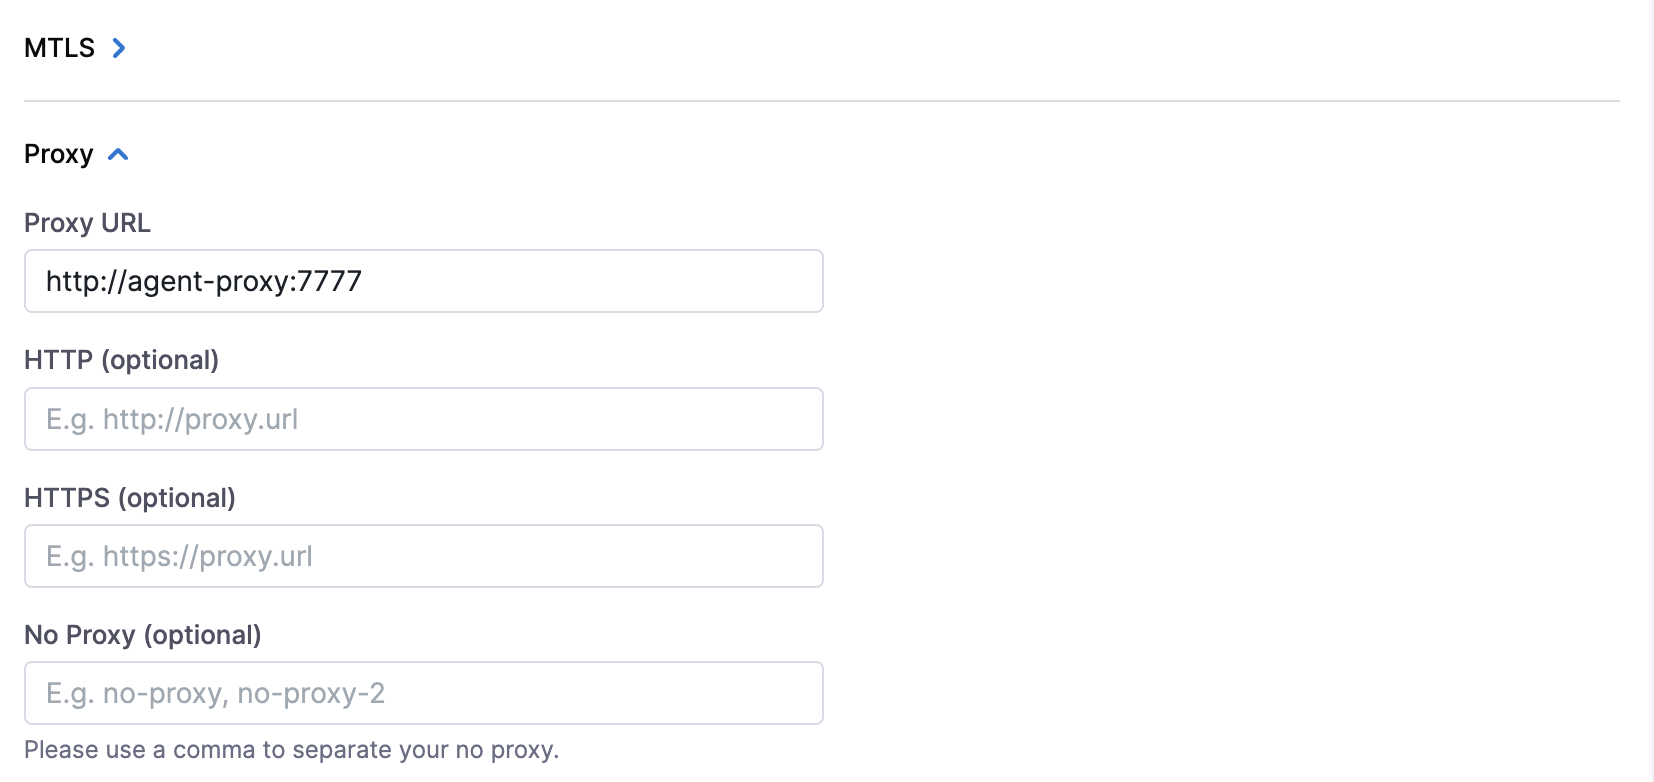 MTLS
Proxy
Proxy URL
http://agent-proxy:7777
HTTP (optional)
E.g. http://proxy.url
HTTPS (optional)
E.g. https://proxy.url
No Proxy (optional)
E.g. no-proxy, no-proxy-2
Please use a comma to separate your no proxy.